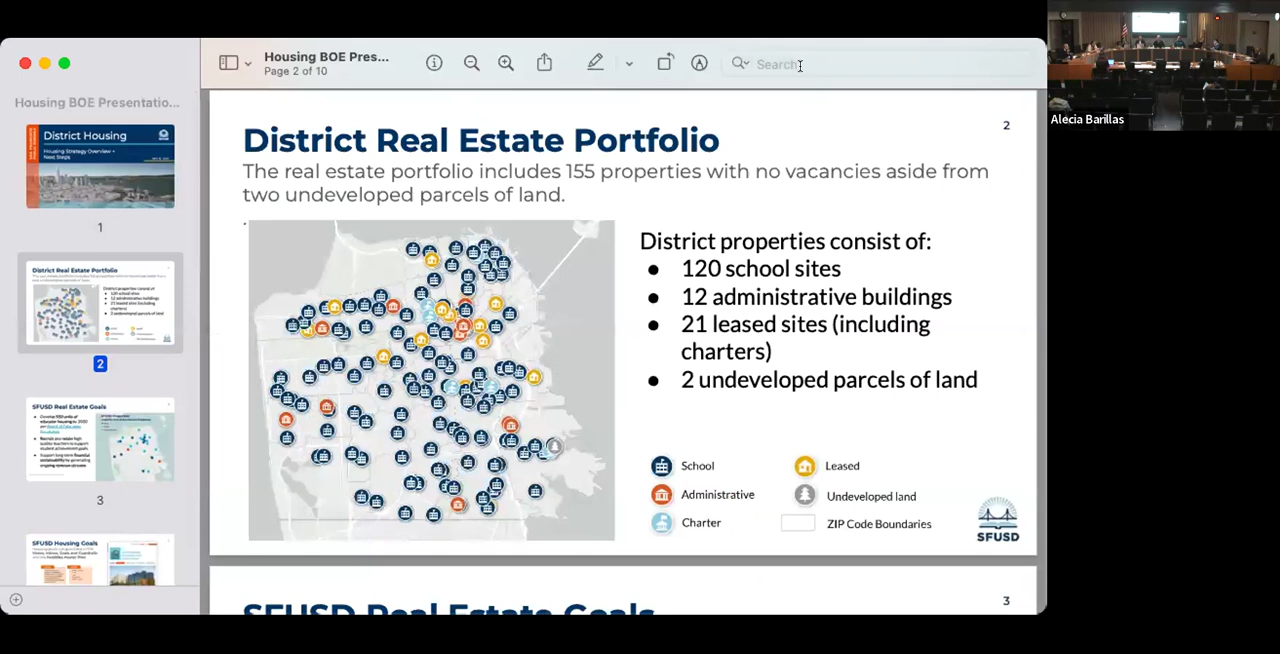 Housing BOE Pres...
Page 2 of 10
Search
Alecia Barillas
Housing BOE Presentatio...
District Housing
Housing Strategy Overview +
Next Steps
1
District Real Estate Portfolio
2
SFUSD Real Estate Goals
3
SFUSD Housing Goals
2
District Real Estate Portfolio
The real estate portfolio includes 155 properties with no vacancies aside from
two undeveloped parcels of land.
District properties consist of:
● 120 school sites
● 12 administrative buildings
● 21 leased sites (including
charters)
● 2 undeveloped parcels of land
School
Leased
Administrative
Undeveloped land
Charter
ZIP Code Boundaries
SFUSD
3
SFUSD Real Estate Goals